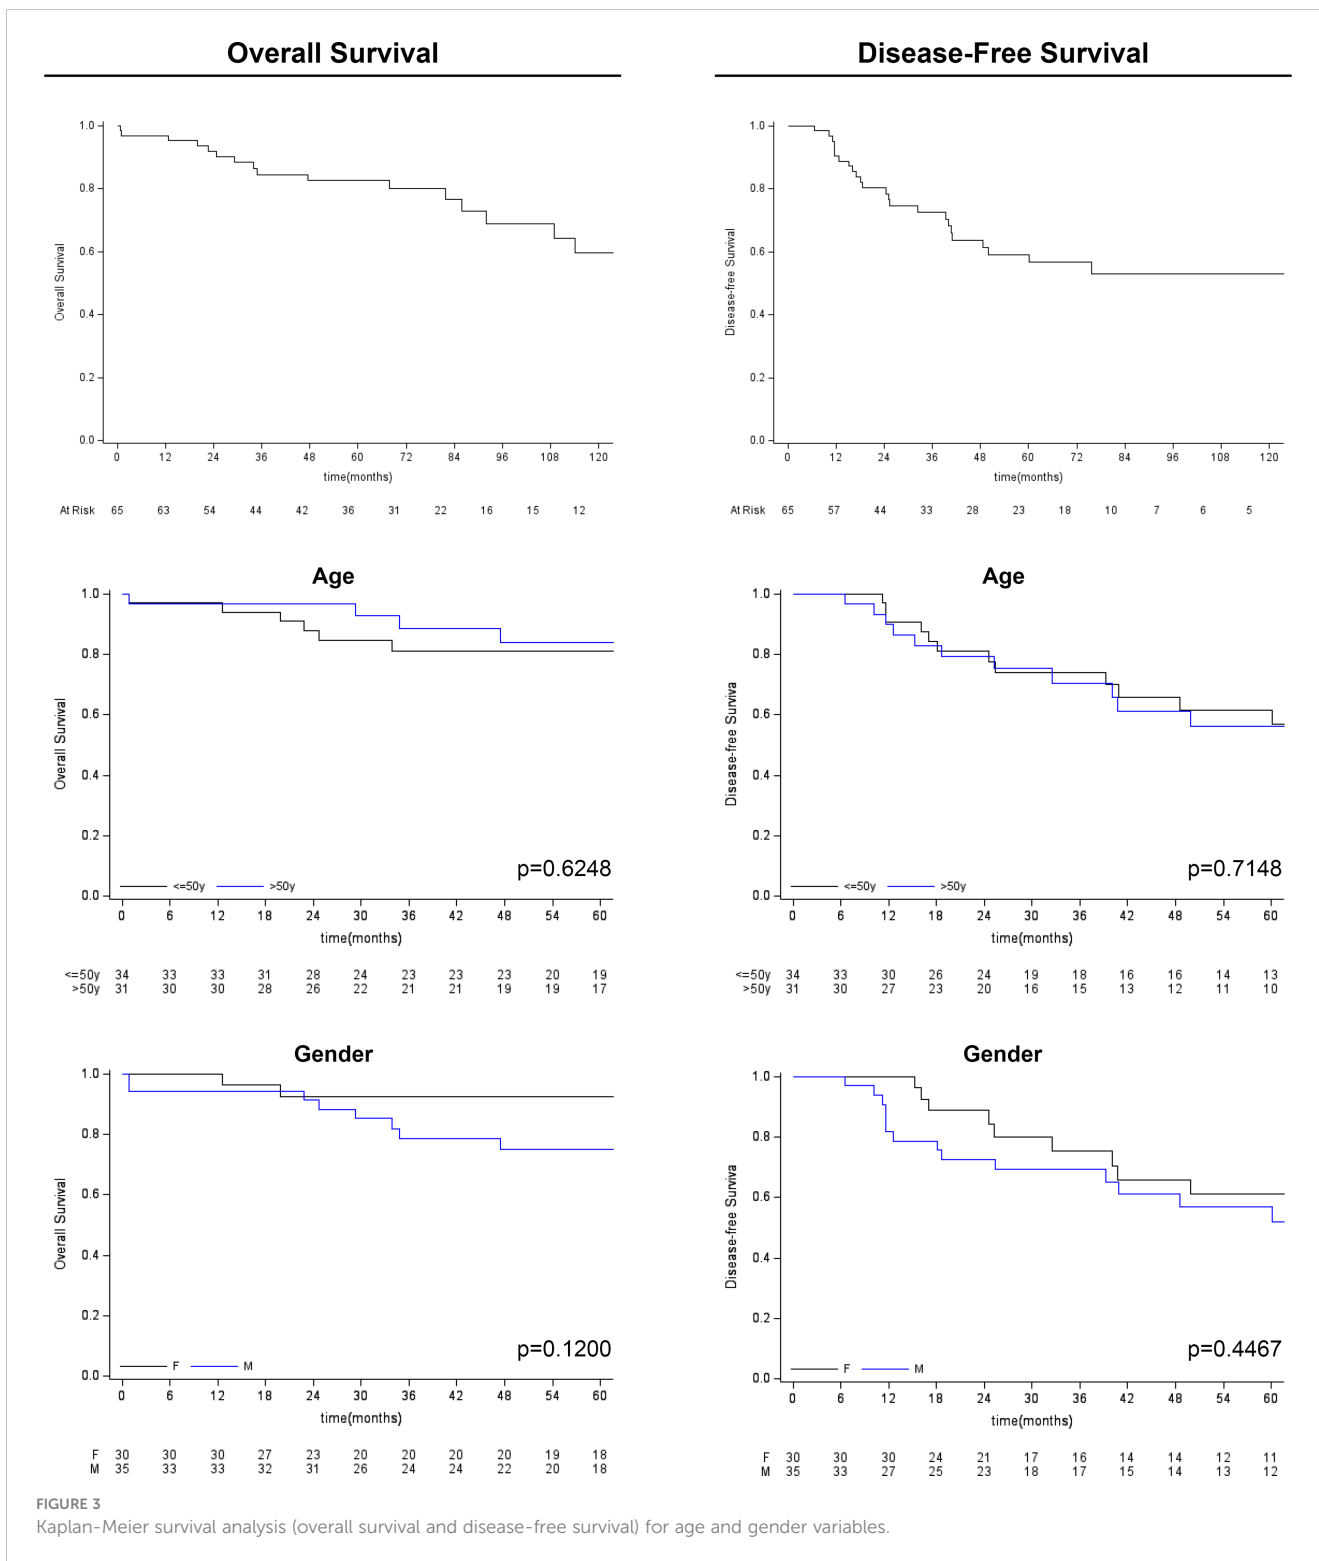 Overall Survival
Disease-Free Survival
1.0
0.8
0.6
0.4
0.2
0.0
Overall Survival
0 12 24 36 48 60 72 84 96 108 120
time(months)
At Risk 65 63 54 44 42 36 31 22 16 15 12
1.0
0.8
0.6
0.4
0.2
0.0
Disease-free Survival
0 12 24 36 48 60 72 84 96 108 120
time(months)
At Risk 65 57 44 33 28 23 18 10 7 6 5
Age
1.0
0.8
0.6
0.4
0.2
0.0
Overall Survival
p=0.6248
<=50y >50y
0 6 12 18 24 30 36 42 48 54 60
time(months)
<=50y 34 33 33 31 28 24 23 23 23 20 19
>50y 31 30 30 28 26 22 21 21 19 19 17
Age
1.0
0.8
0.6
0.4
0.2
0.0
Disease-free Surviva
p=0.7148
<=50y >50y
0 6 12 18 24 30 36 42 48 54 60
time(months)
<=50y 34 33 30 26 24 19 18 16 16 14 13
>50y 31 30 27 23 20 16 15 13 12 11 10
Gender
1.0
0.8
0.6
0.4
0.2
0.0
Overall Survival
p=0.1200
F M
0 6 12 18 24 30 36 42 48 54 60
time(months)
F 30 30 30 27 23 20 20 20 20 19 18
M 35 33 33 32 31 26 24 24 22 20 18
Gender
1.0
0.8
0.6
0.4
0.2
0.0
Disease-free Surviva
p=0.4467
F M
0 6 12 18 24 30 36 42 48 54 60
time(months)
F 30 30 30 24 21 17 16 14 14 12 11
M 35 33 27 25 23 18 17 15 14 13 12
FIGURE 3
Kaplan-Meier survival analysis (overall survival and disease-free survival) for age and gender variables.